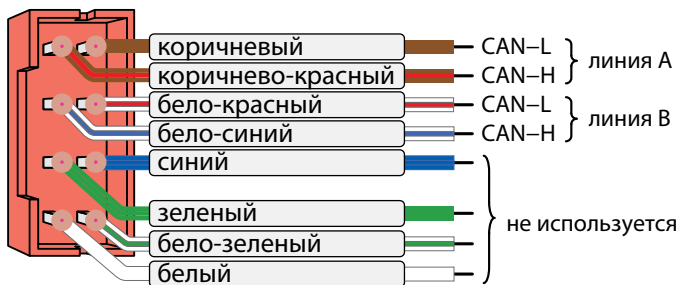 коричневый CAN–L
коричнево-красный CAN–H
линия A
бело-красный CAN–L
бело-синий CAN–H
линия B
синий
зеленый
бело-зеленый
белый
не используется